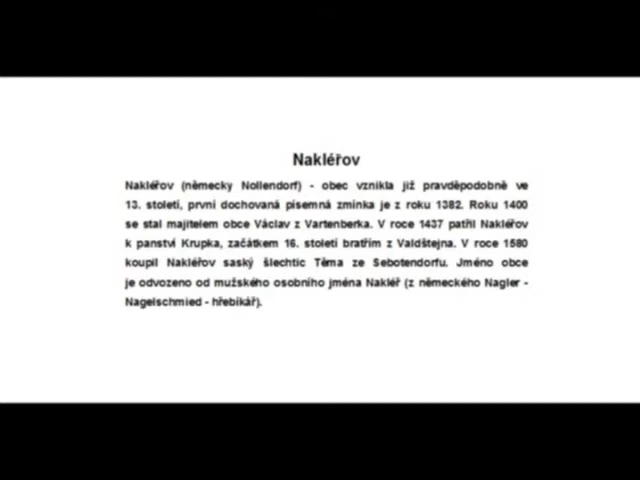 Nakléřov
Nakléřov (německy Nollendorf) - obec vznikla již pravděpodobně ve
13. století, první dochovaná písemná zmínka je z roku 1382. Roku 1400
se stal majitelem obce Václav z Vartenberka. V roce 1437 patřil Nakléřov
k panství Krupka, začátkem 16. století bratřím z Valdštejna. V roce 1580
koupil Nakléřov saský šlechtic Těma ze Sebotendorfu. Jméno obce
je odvozeno od mužského osobního jména Nakléř (z německého Nagler -
Nagelschmied - hřebíkář).